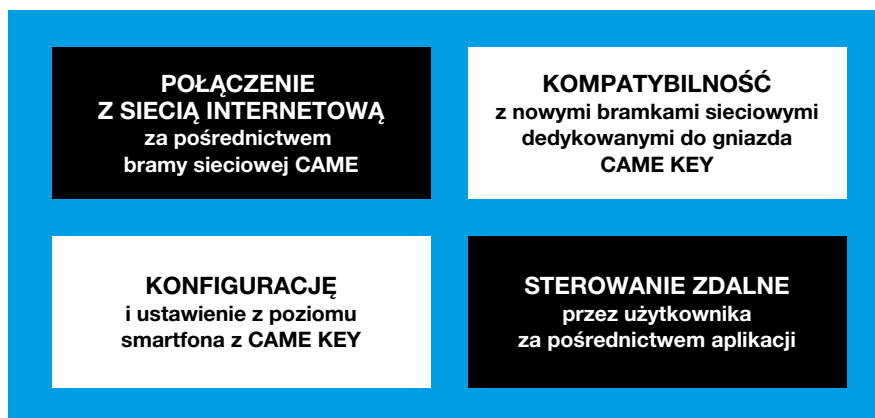 POŁĄCZENIE
Z SIECIĄ INTERNETOWĄ
za pośrednictwem
bramy sieciowej CAME
KOMPATYBILNOŚĆ
z nowymi bramkami sieciowymi
dedykowanymi do gniazda
CAME KEY
KONFIGURACJĘ
i ustawienie z poziomu
smartfona z CAME KEY
STEROWANIE ZDALNE
przez użytkownika
za pośrednictwem aplikacji